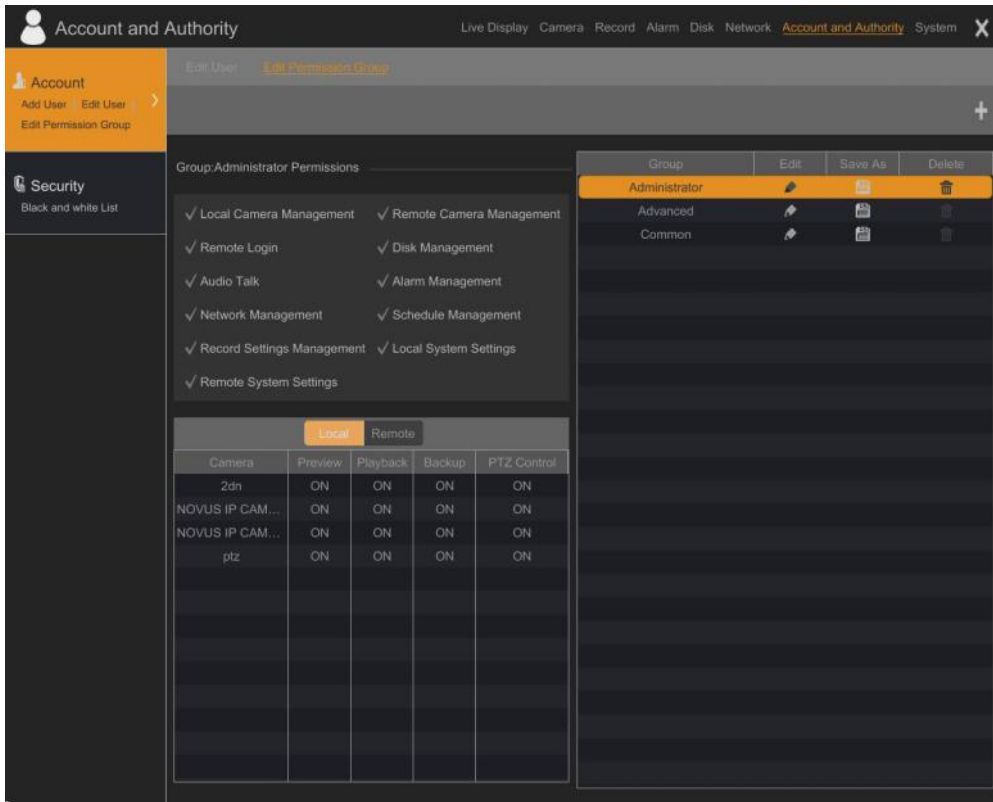 Account and Authority
Live Display Camera Record Alarm Disk Network Account and Authority System X
Account
Add User Edit User
Edit Permission Group
Security
Black and white List
Edit User Edit Permission Group
Group:Administrator Permissions
Local Camera Management Remote Camera Management
Remote Login Disk Management
Audio Talk Alarm Management
Network Management Schedule Management
Record Settings Management Local System Settings
Remote System Settings
Local Remote
Camera Preview Playback Backup PTZ Control
2dn ON ON ON ON
NOVUS IP CAM... ON ON ON ON
NOVUS IP CAM... ON ON ON ON
ptz ON ON ON ON
Group Edit Save As Delete
Administrator
Advanced
Common